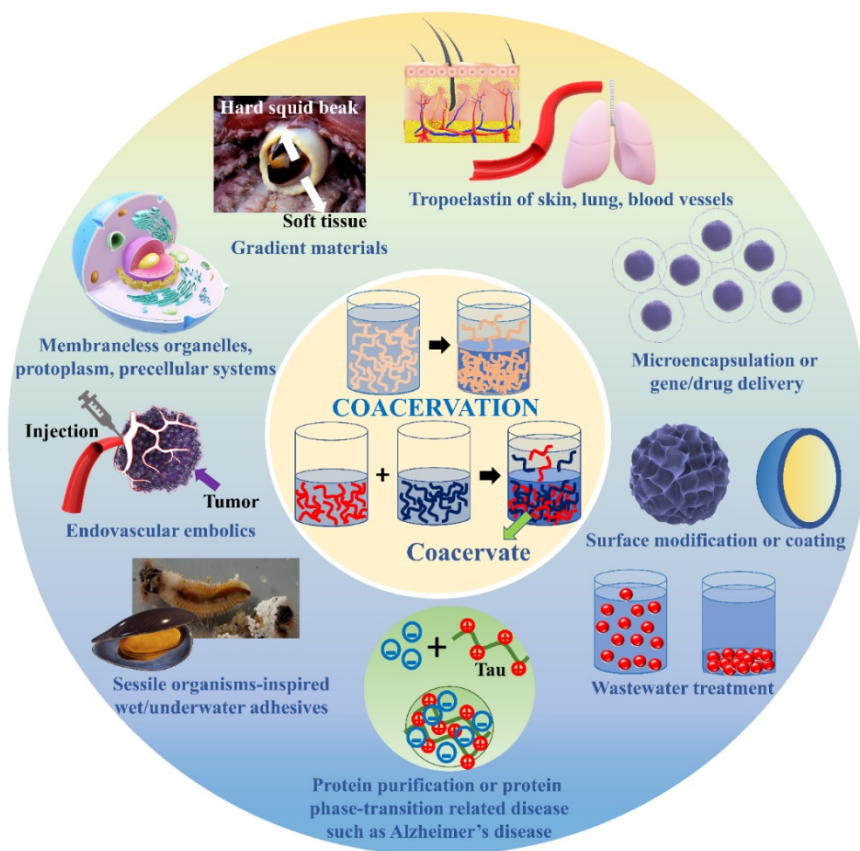 Hard squid beak
Soft tissue
Gradient materials
Tropoelastin of skin, lung, blood vessels
Membraneless organelles,
protoplasm, precellular systems
Microencapsulation or
gene/drug delivery
COACERVATION
+
Coacervate
Injection
Tumor
Endovascular embolics
Surface modification or coating
Sessile organisms-inspired
wet/underwater adhesives
+
Tau
Wastewater treatment
Protein purification or protein
phase-transition related disease
such as Alzheimer's disease